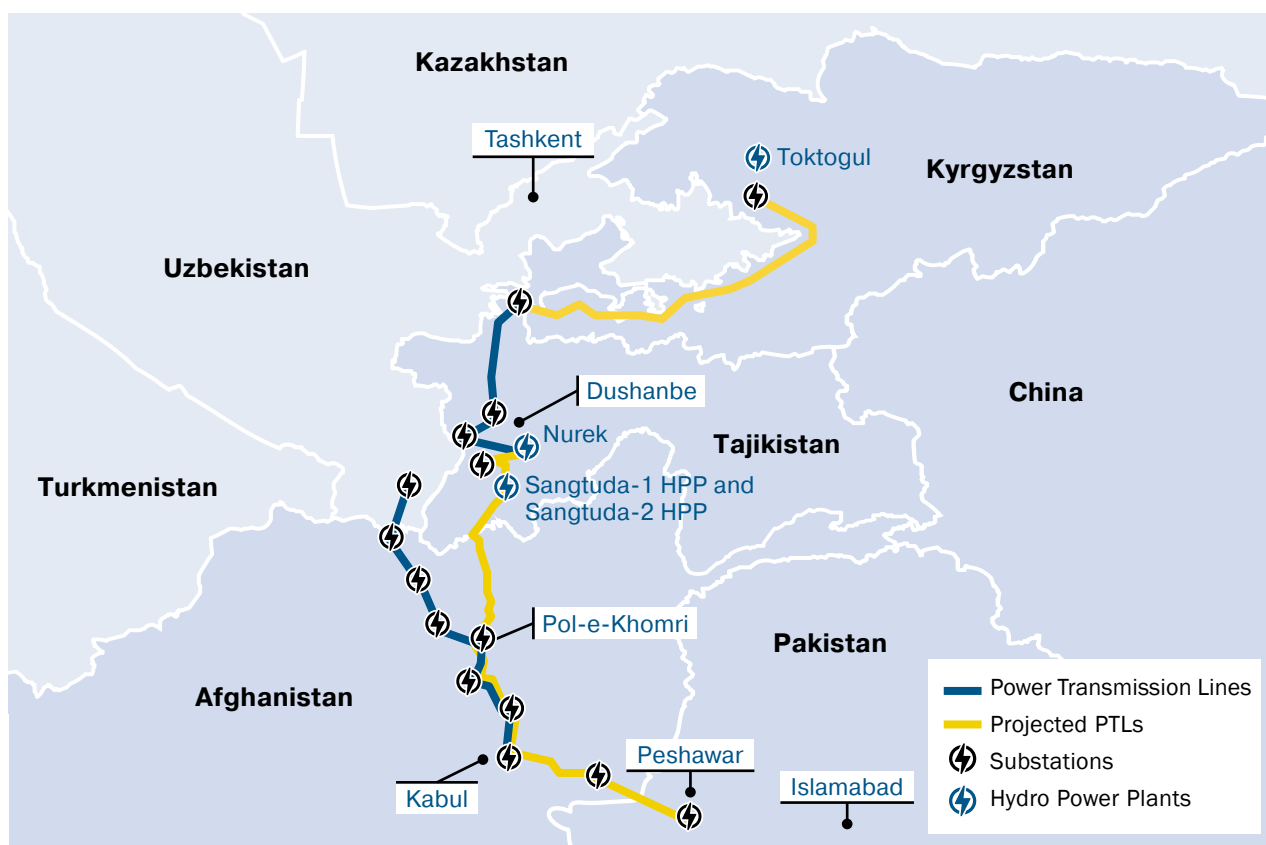 Kazakhstan
Tashkent
Toktogul
Kyrgyzstan
Uzbekistan
Dushanbe
China
Nurek
Tajikistan
Turkmenistan
Sangtuda-1 HPP and
Sangtuda-2 HPP
Pol-e-Khomri
Pakistan
Afghanistan
Peshawar
Kabul
Islamabad
Power Transmission Lines
Projected PTLs
Substations
Hydro Power Plants